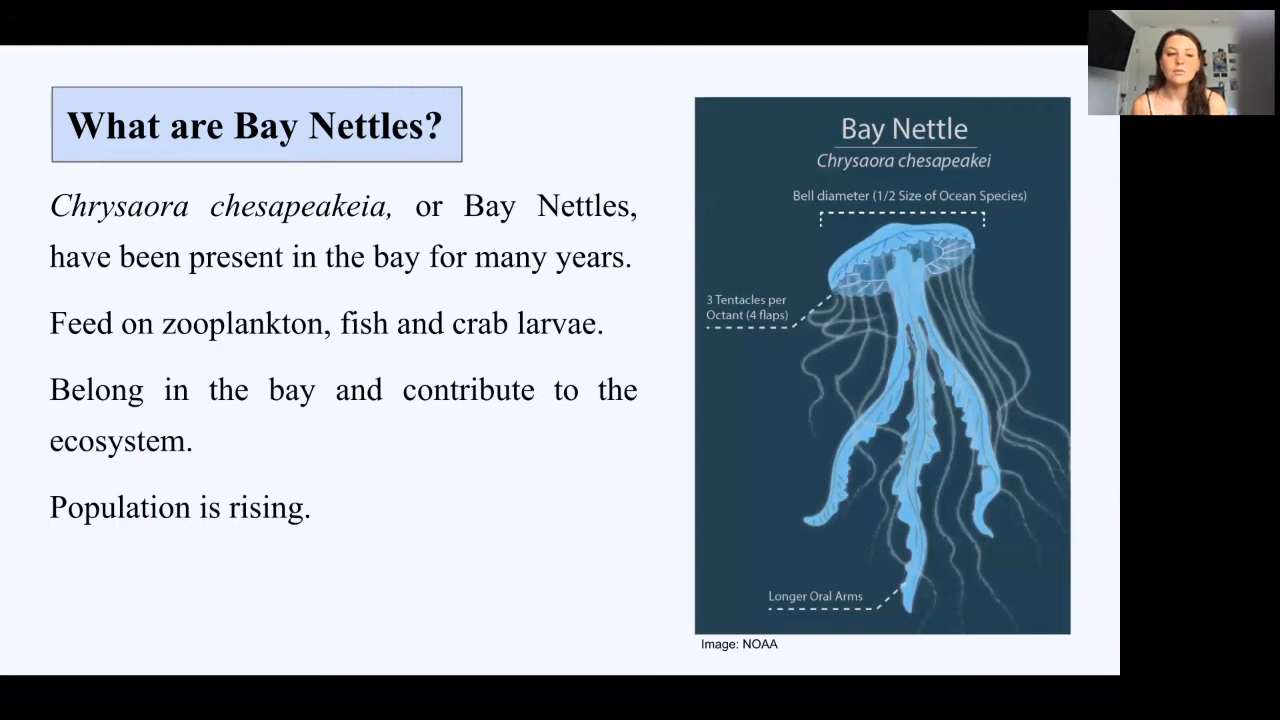 What are Bay Nettles?
Chrysaora chesapeakeia, or Bay Nettles,
have been present in the bay for many years.
Feed on zooplankton, fish and crab larvae.
Belong in the bay and contribute to the
ecosystem.
Population is rising.
Bay Nettle
Chrysaora chesapeakei
Bell diameter (1/2 Size of Ocean Species)
3 Tentacles per
Octant (4 flaps)
Longer Oral Arms
Image: NOAA